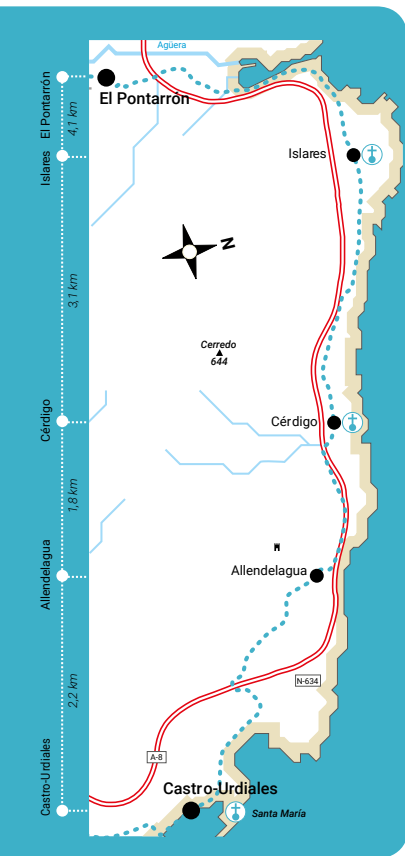 Agüera
El Pontarrón
Islares
Cerredo
644
Cérdigo
Allendelagua
N-634
A-8
Castro-Urdiales
Santa María
N
El Pontarrón
4,1 km
Islares
3,1 km
Cérdigo
1,8 km
Allendelagua
2,2 km
Castro-Urdiales